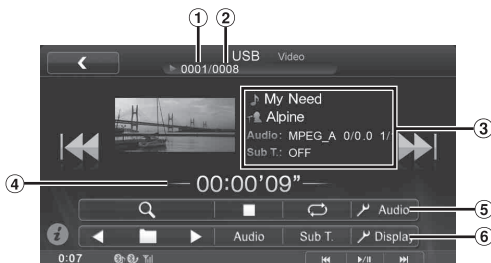 1 2
USB Video
0001/0008
My Need
Alpine
Audio: MPEG_A 0/0.0 1/
Sub T.: OFF
3
4
00:00'09"
Audio
5
Audio Sub T. Display
6
0:07